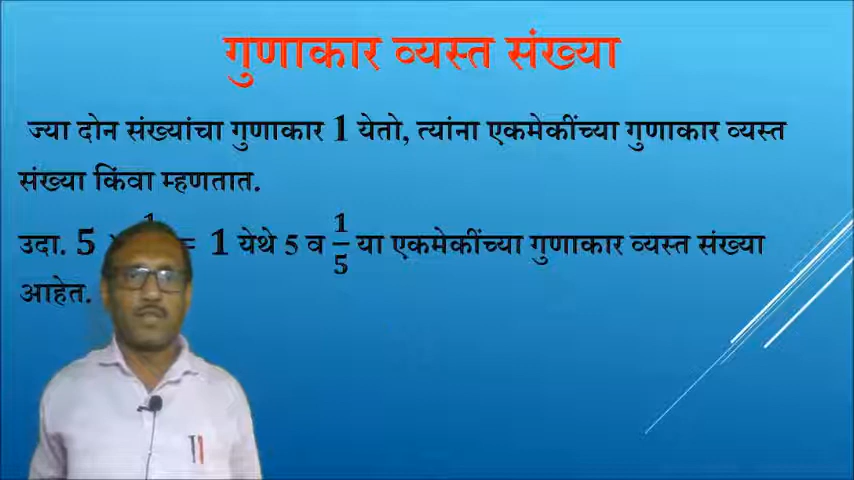 गुणाकार व्यस्त संख्या
ज्या दोन संख्यांचा गुणाकार 1 येतो, त्यांना एकमेकींच्या गुणाकार व्यस्त
संख्या किंवा म्हणतात.
उदा. 5 = 1 येथे 5 व 1/5 या एकमेकींच्या गुणाकार व्यस्त संख्या
आहेत.